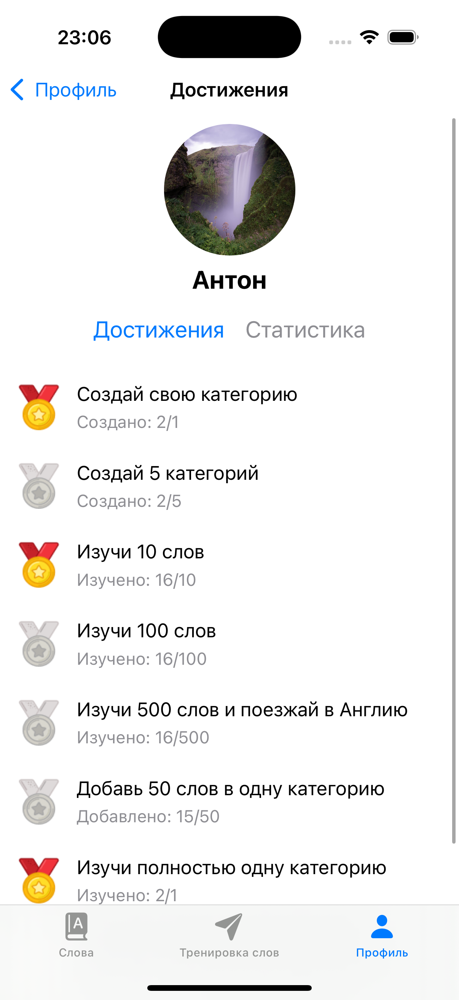 23:06
Профиль
Достижения
Антон
Достижения
Статистика
Создай свою категорию
Создано: 2/1
Создай 5 категорий
Создано: 2/5
Изучи 10 слов
Изучено: 16/10
Изучи 100 слов
Изучено: 16/100
Изучи 500 слов и поезжай в Англию
Изучено: 16/500
Добавь 50 слов в одну категорию
Добавлено: 15/50
Изучи полностью одну категорию
Изучено: 2/1
A
Слова
Тренировка слов
Профиль